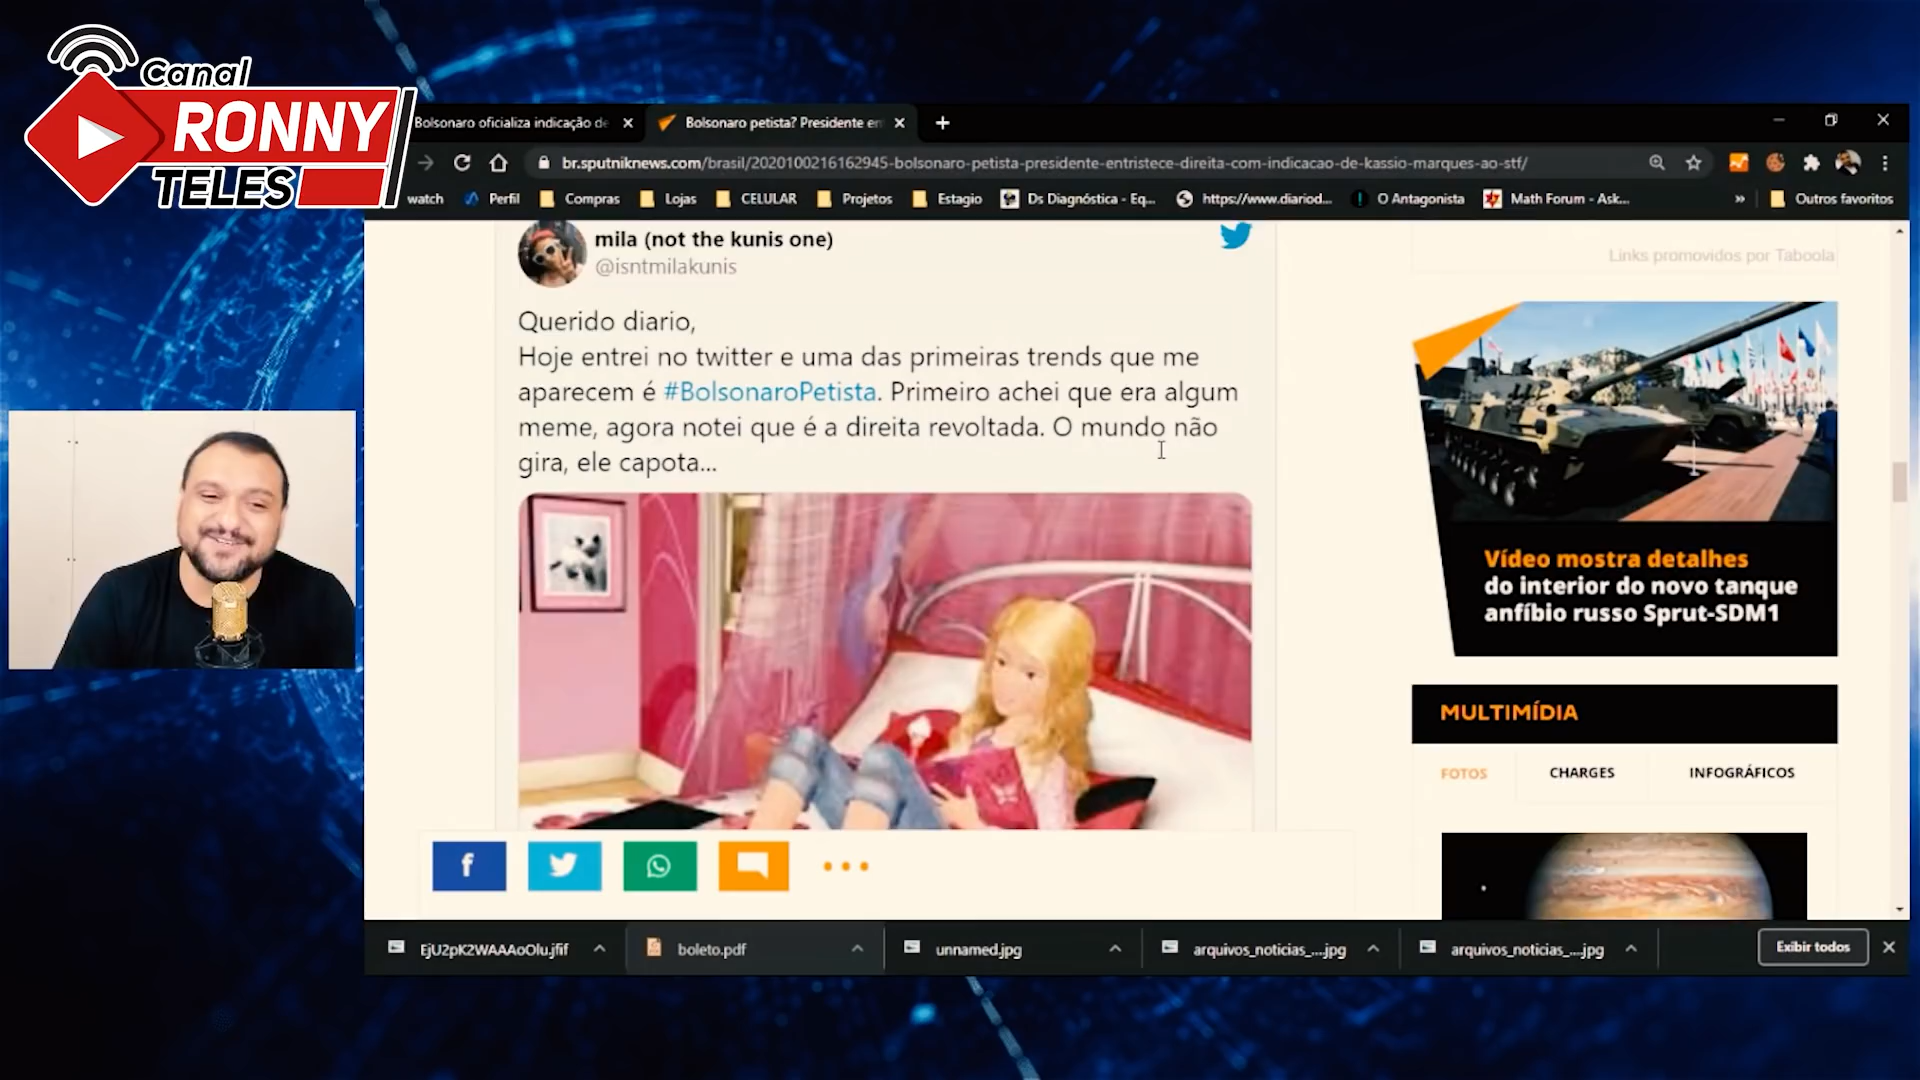 Canal
RONNY
TELES
Bolsonaro oficializa indicação de
Bolsonaro petista? Presidente en
br.sputniknews.com/brasil/2020100216162945-bolsonaro-petista-presidente-entristece-direita-com-indicacao-de-kassio-marques-ao-stf/
watch Perfil Compras Lojas CELULAR Projetos Estagio Ds Diagnóstica - Eq... https://www.diariod... O Antagonista Math Forum - Ask... » Outros favoritos
mila (not the kunis one)
@isntmilakunis
Querido diario,
Hoje entrei no twitter e uma das primeiras trends que me
aparecem é #BolsonaroPetista. Primeiro achei que era algum
meme, agora notei que é a direita revoltada. O mundo não
gira, ele capota...
Links promovidos por Taboola
Vídeo mostra detalhes
do interior do novo tanque
anfíbio russo Sprut-SDM1
MULTIMÍDIA
FOTOS CHARGES INFOGRÁFICOS
EjU2pK2WAAAoOlu.jfif boleto.pdf unnamed.jpg arquivos_noticias_....jpg arquivos_noticias_....jpg Exibir todos